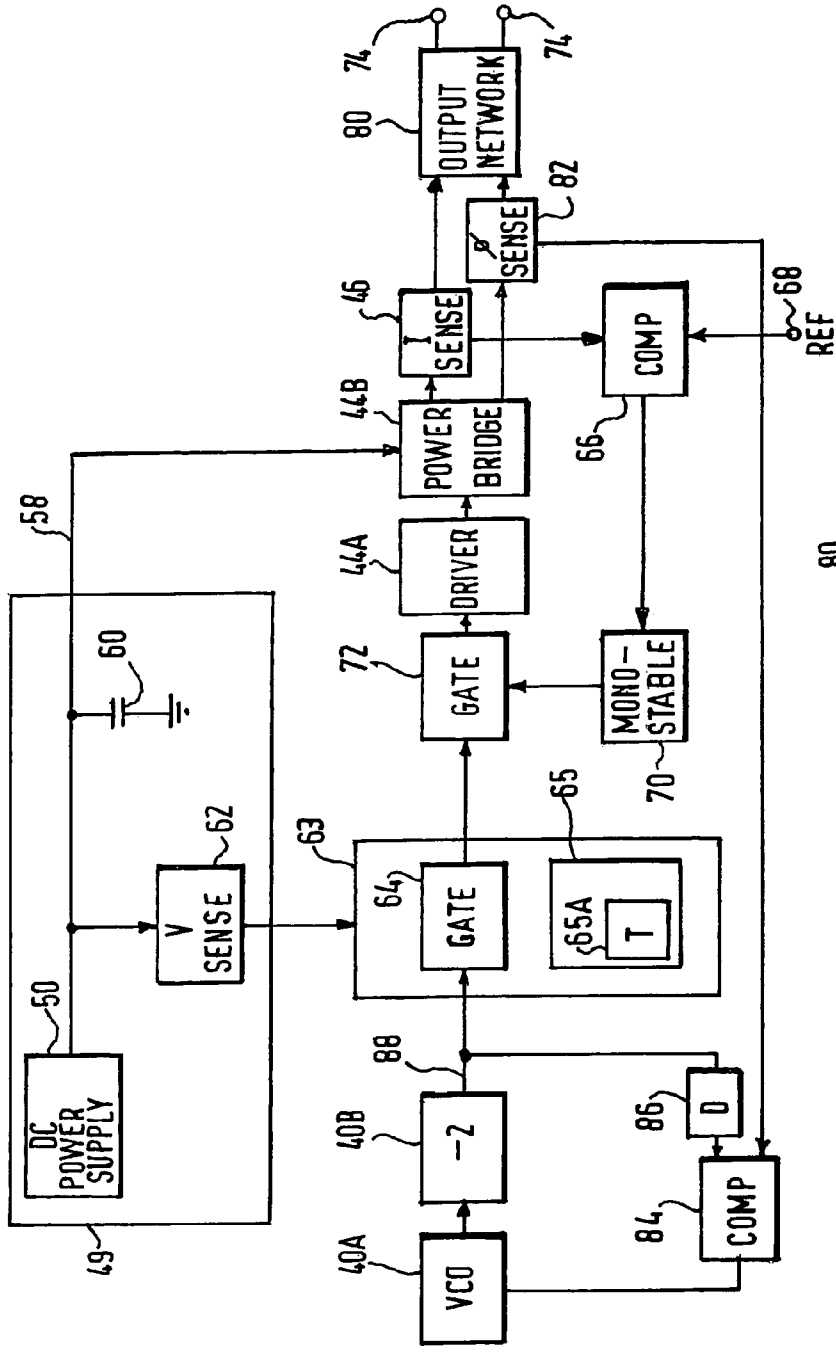 49
50
DC
POWER
SUPPLY
V
SENSE
62
60
58
40A
VCO
40B
-2
88
63
64
GATE
65
65A
T
72
GATE
44A
DRIVER
44B
POWER
BRIDGE
46
I
SENSE
Ø
SENSE
82
80
OUTPUT
NETWORK
74
74
84
COMP
86
D
70
MONO-
STABLE
66
COMP
68
REF
80